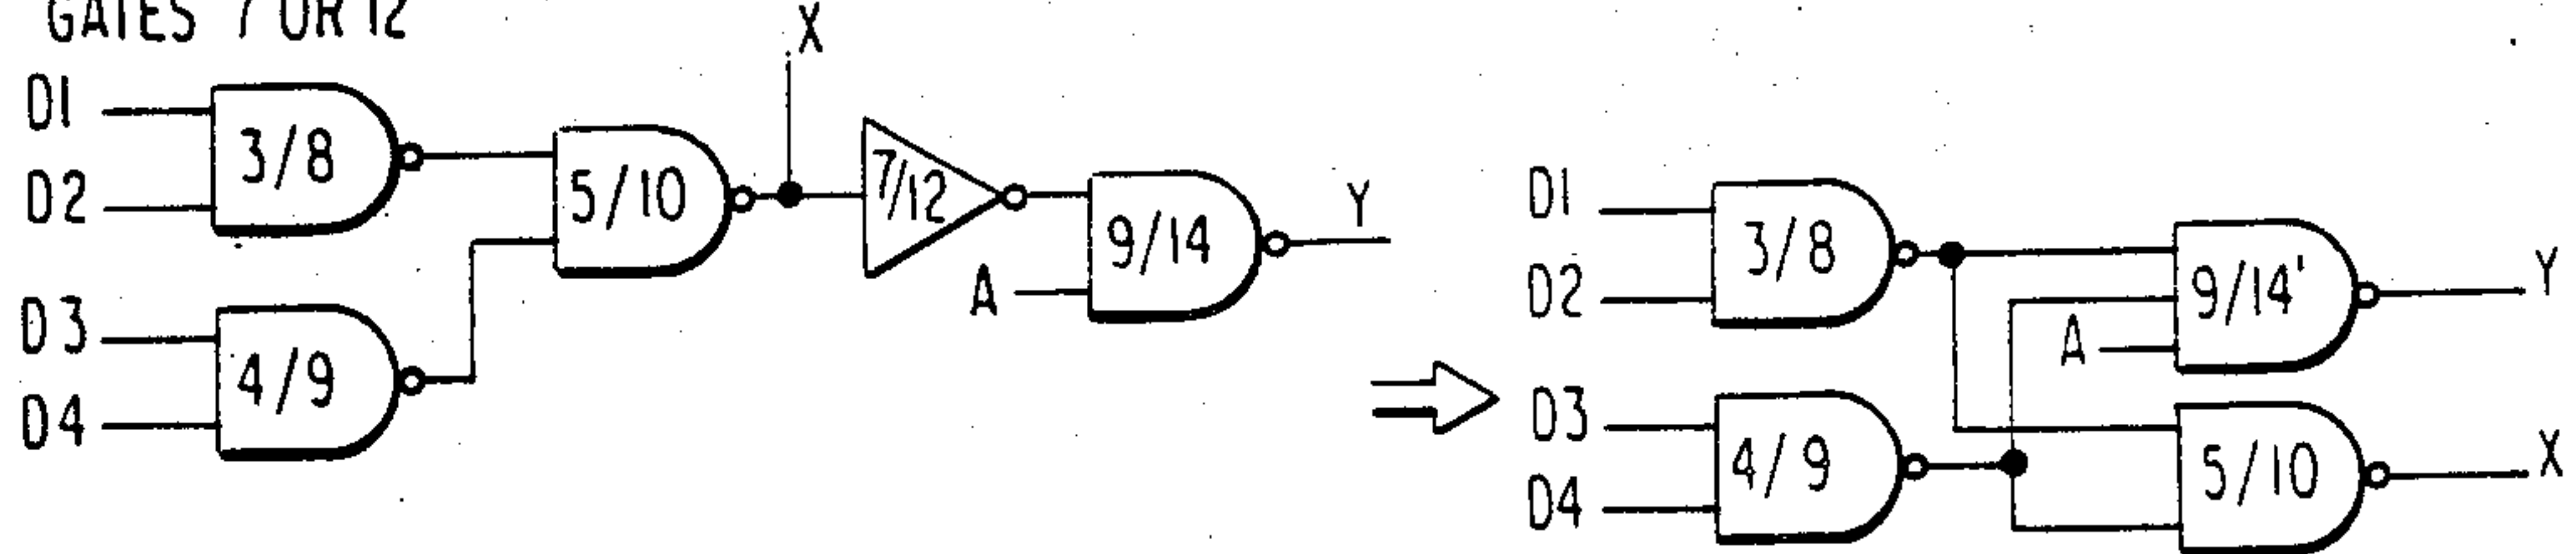 GATES 7 OR 12
X
D1
3/8
D2
5/10
7/12
9/14
Y
A
D3
4/9
D4
D1
3/8
D2
9/14'
Y
A
D3
4/9
D4
5/10
X